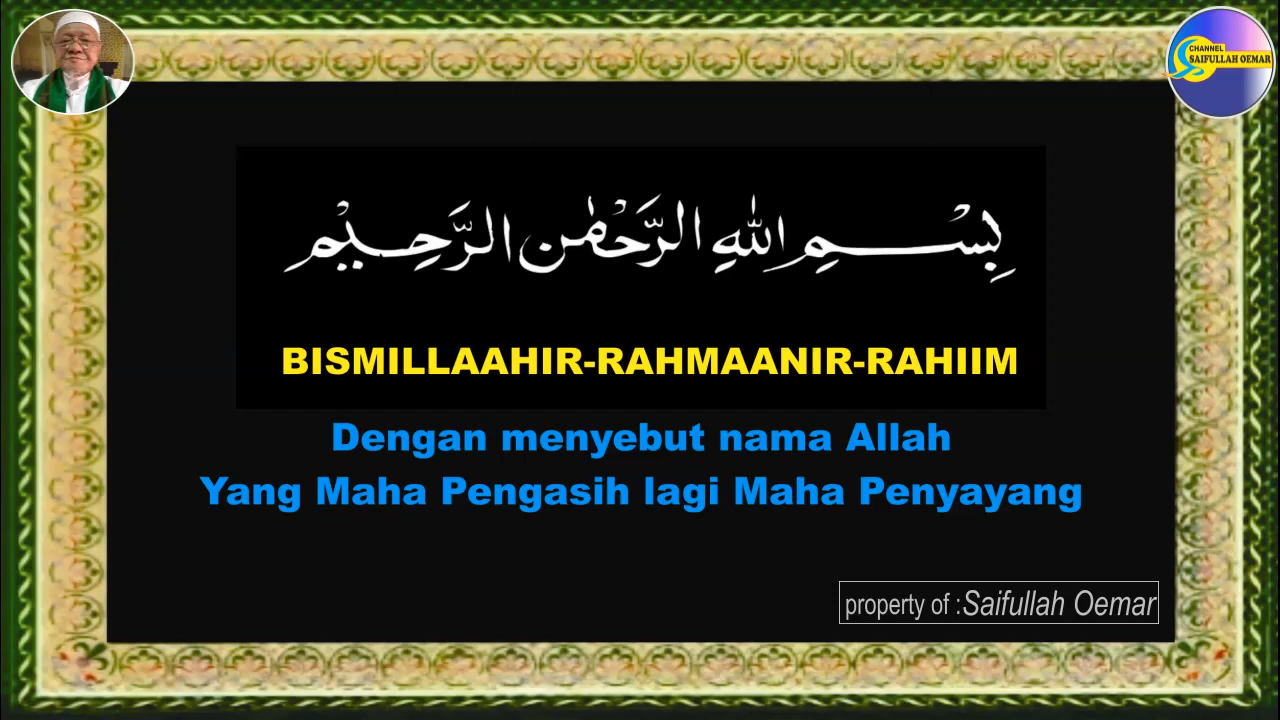 CHANNEL
SAIFULLAH OEMAR
بِسْــــمِ اللّٰهِ الرَّحْمٰنِ الرَّحِيْمِ
BISMILLAAHIR-RAHMAANIR-RAHIIM
Dengan menyebut nama Allah
Yang Maha Pengasih lagi Maha Penyayang
property of :Saifullah Oemar